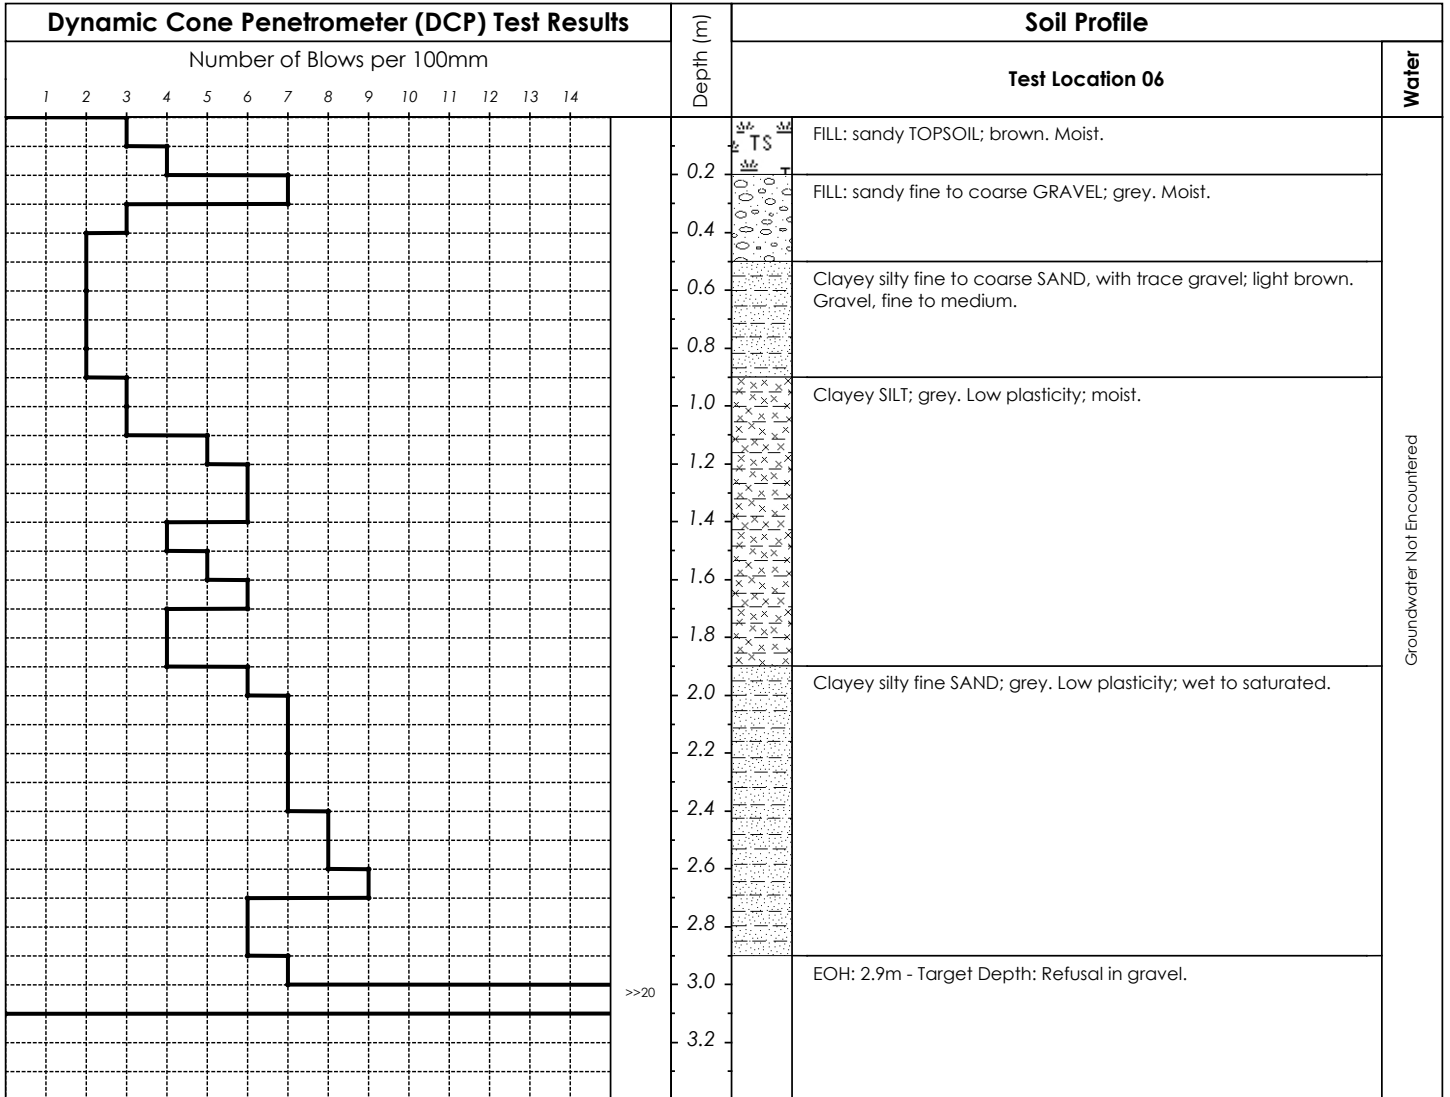 Dynamic Cone Penetrometer (DCP) Test Results
Number of Blows per 100mm
1 2 3 4 5 6 7 8 9 10 11 12 13 14
Depth (m)
Soil Profile
Test Location 06
Water
TS
FILL: sandy TOPSOIL; brown. Moist.
0.2
FILL: sandy fine to coarse GRAVEL; grey. Moist.
0.4
Clayey silty fine to coarse SAND, with trace gravel; light brown.
Gravel, fine to medium.
0.6
0.8
Clayey SILT; grey. Low plasticity; moist.
1.0
1.2
1.4
1.6
1.8
Groundwater Not Encountered
Clayey silty fine SAND; grey. Low plasticity; wet to saturated.
2.0
2.2
2.4
2.6
2.8
EOH: 2.9m - Target Depth: Refusal in gravel.
>>20
3.0
3.2